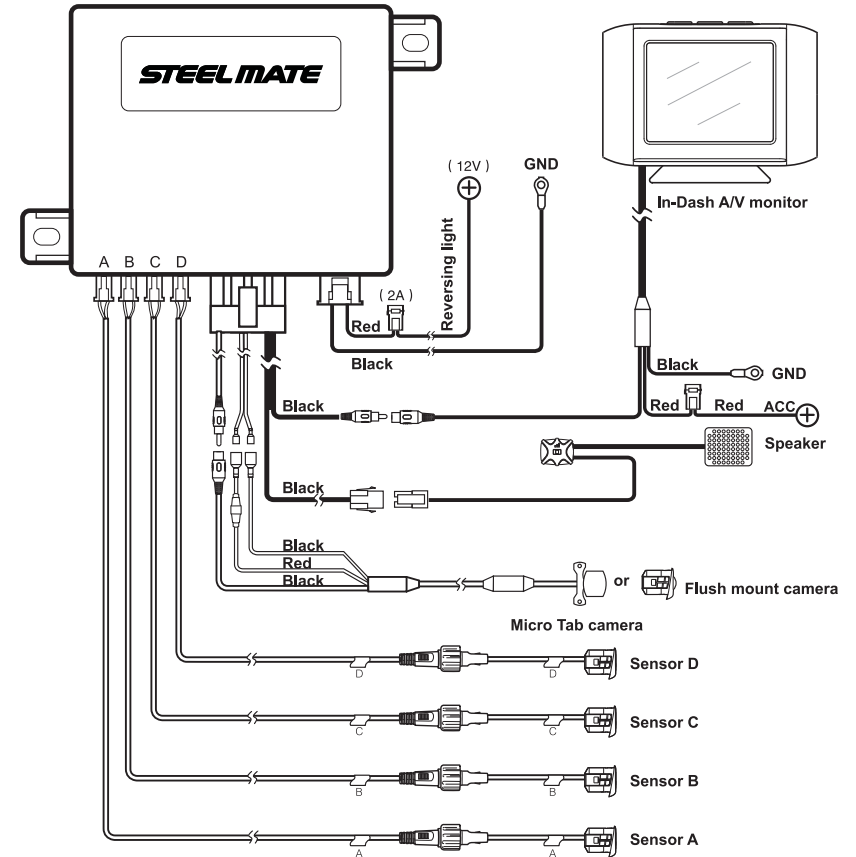 STEELMATE
( 12V )
GND
In-Dash A/V monitor
A B C D
Reversing light
( 2A )
Red
Black
Black
GND
Red
Red
ACC
Black
Speaker
Black
Black
Red
Black
or
Flush mount camera
Micro Tab camera
D
D
Sensor D
C
C
Sensor C
B
B
Sensor B
A
A
Sensor A